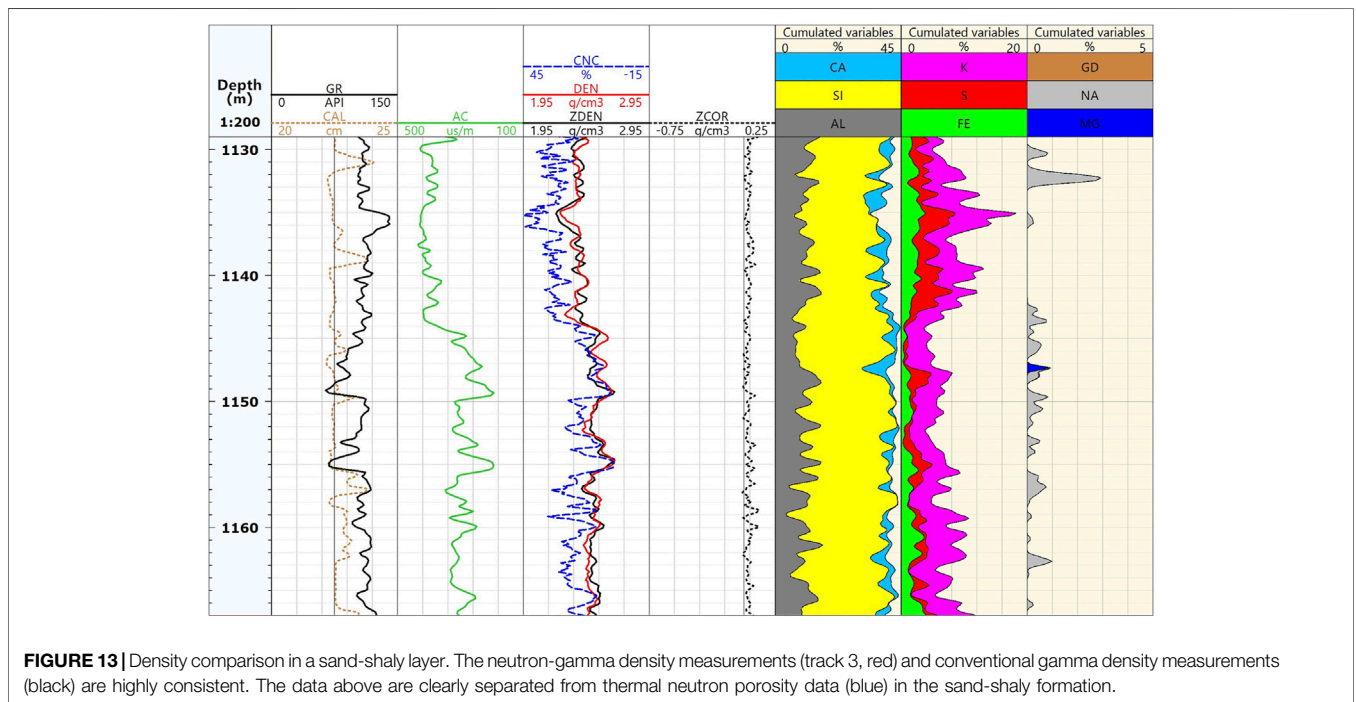 Cumulated variables Cumulated variables Cumulated variables
0 % 45 0 % 20 0 % 5
CNC
CA K GD
45 % -15
Depth GR DEN
(m) 0 API 150 1.95 g/cm3 2.95 SI S NA
CAL AC ZDEN ZCOR
1:200 20 cm 25 500 us/m 100 1.95 g/cm3 2.95 -0.75 g/cm3 0.25 AL FE MG
1130
1140
1150
1160
FIGURE 13 | Density comparison in a sand-shaly layer. The neutron-gamma density measurements (track 3, red) and conventional gamma density measurements
(black) are highly consistent. The data above are clearly separated from thermal neutron porosity data (blue) in the sand-shaly formation.